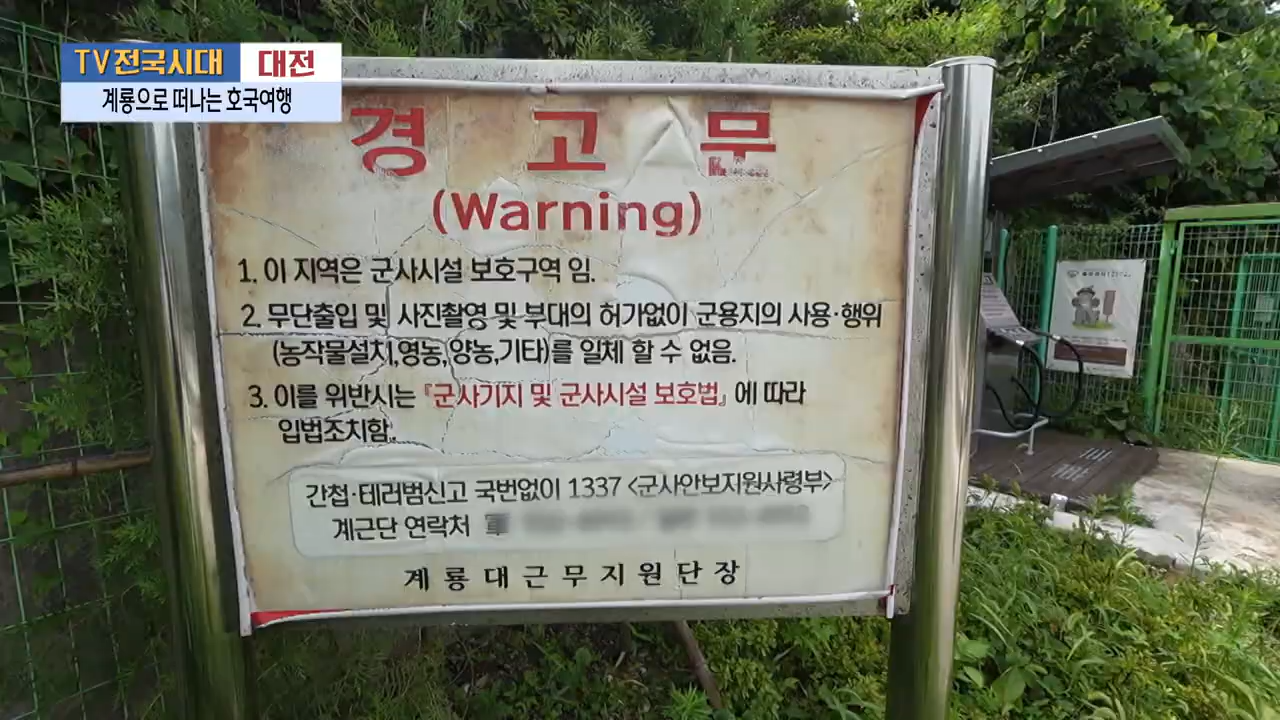 TV전국시대 대전
계룡으로 떠나는 호국여행
경 고 문
(Warning)
1. 이 지역은 군사시설 보호구역 임.
2. 무단출입 및 사진촬영 및 부대의 허가없이 군용지의 사용·행위
(농작물설치,영농,양농,기타)를 일체 할 수 없음.
3. 이를 위반시는 『군사기지 및 군사시설 보호법』 에 따라
입법조치함.
간첩·테러범신고 국번없이 1337 <군사안보지원사령부>
계근단 연락처 軍
계룡대근무지원단장